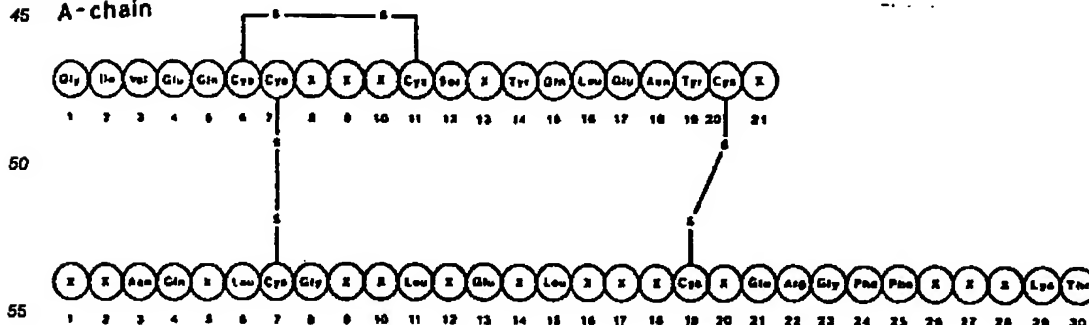 45 A-chain
S S
Gly Ile Val Glu Gln Cys Cys X X X Cys Ser X Tyr Gln Leu Glu Asn Tyr Cys X
1 2 3 4 5 6 7 8 9 10 11 12 13 14 15 16 17 18 19 20 21
S S
50
S S
X X Asn Gln X Leu Cys Gly X X Leu X Glu X Leu X X X Cys X Glu Arg Gly Phe Phe X X X Lys Thr
55 1 2 3 4 5 6 7 8 9 10 11 12 13 14 15 16 17 18 19 20 21 22 23 24 25 26 27 28 29 30